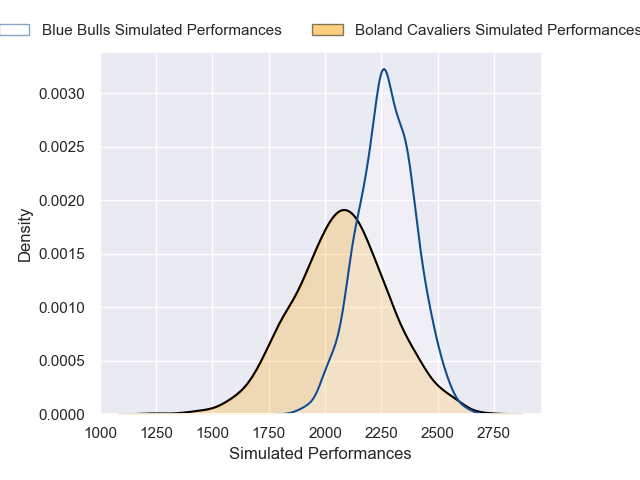 Blue Bulls Simulated Performances
Boland Cavaliers Simulated Performances
0.0030
0.0025
0.0020
0.0015
0.0010
0.0005
0.0000
Density
1000 1250 1500 1750 2000 2250 2500 2750
Simulated Performances